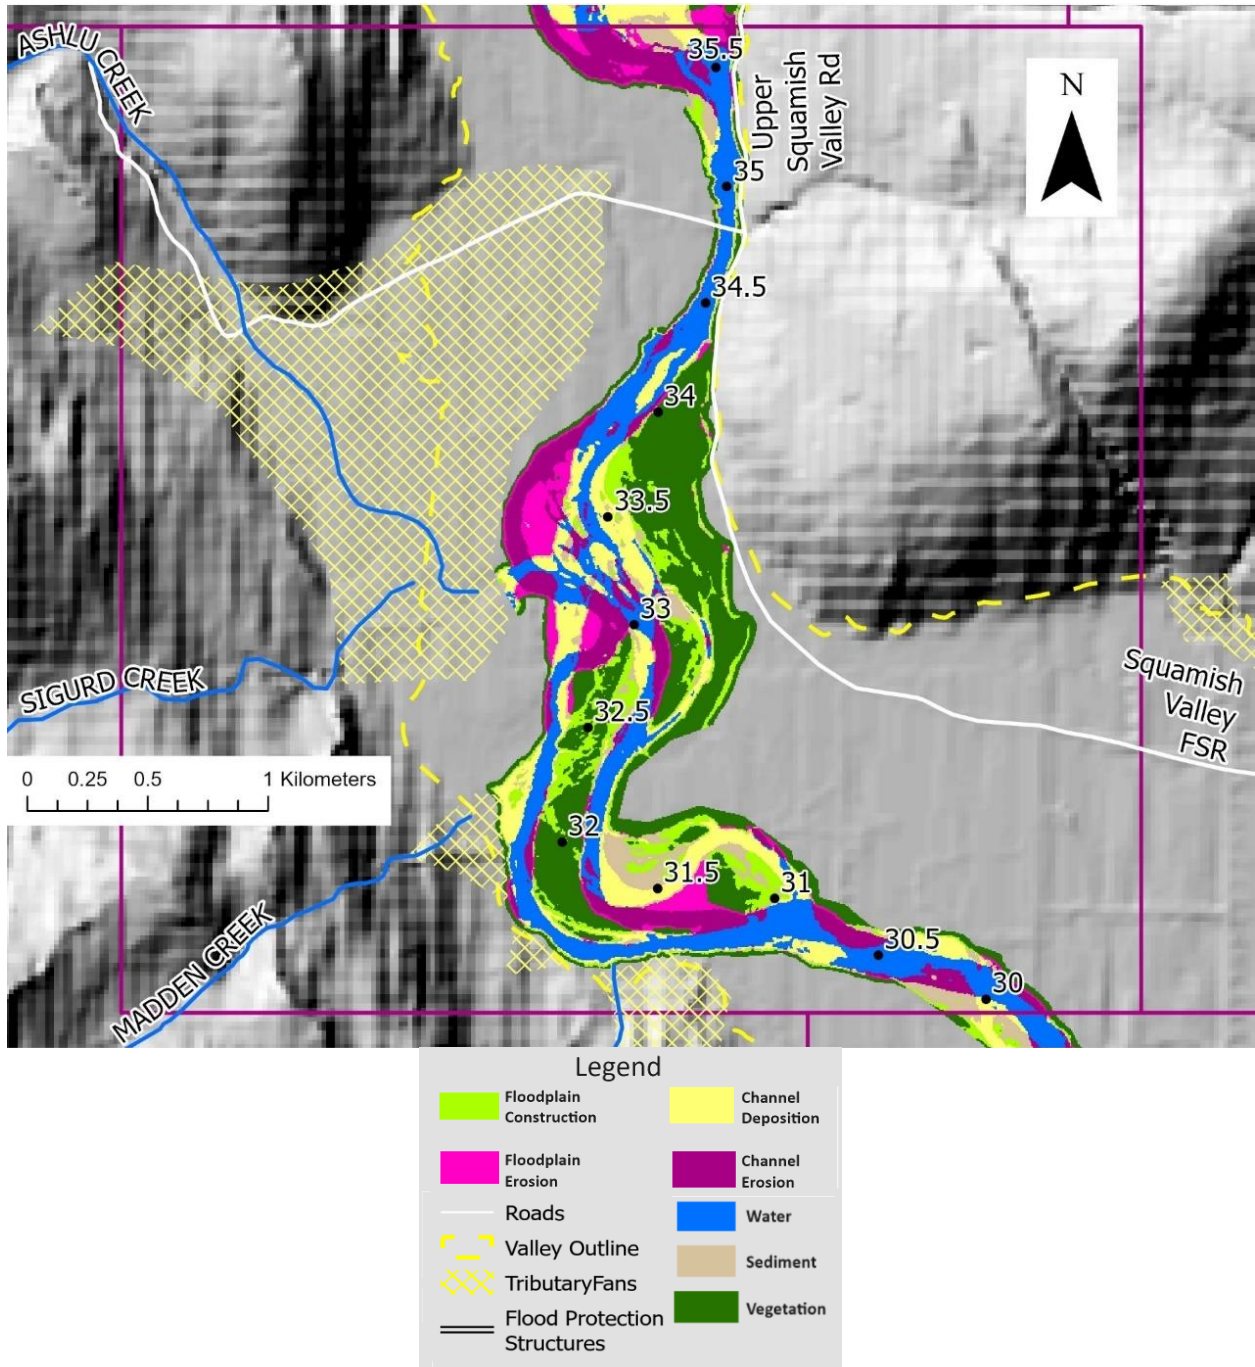 ASHLU CREEK
35.5
Upper
Squamish
Valley Rd
N
35
34.5
34
33.5
33
SIGURD CREEK
Squamish
Valley
FSR
32.5
0 0.25 0.5 1 Kilometers
32
31.5
31
MADDEN CREEK
30.5
30
Legend
Floodplain
Construction
Channel
Deposition
Floodplain
Erosion
Channel
Erosion
Roads
Water
Valley Outline
Sediment
TributaryFans
Vegetation
Flood Protection
Structures